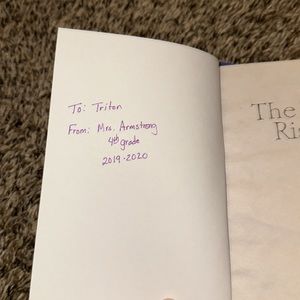 To: Triton
From: Mrs. Armstrong
4th grade
2019-2020
The
Ri